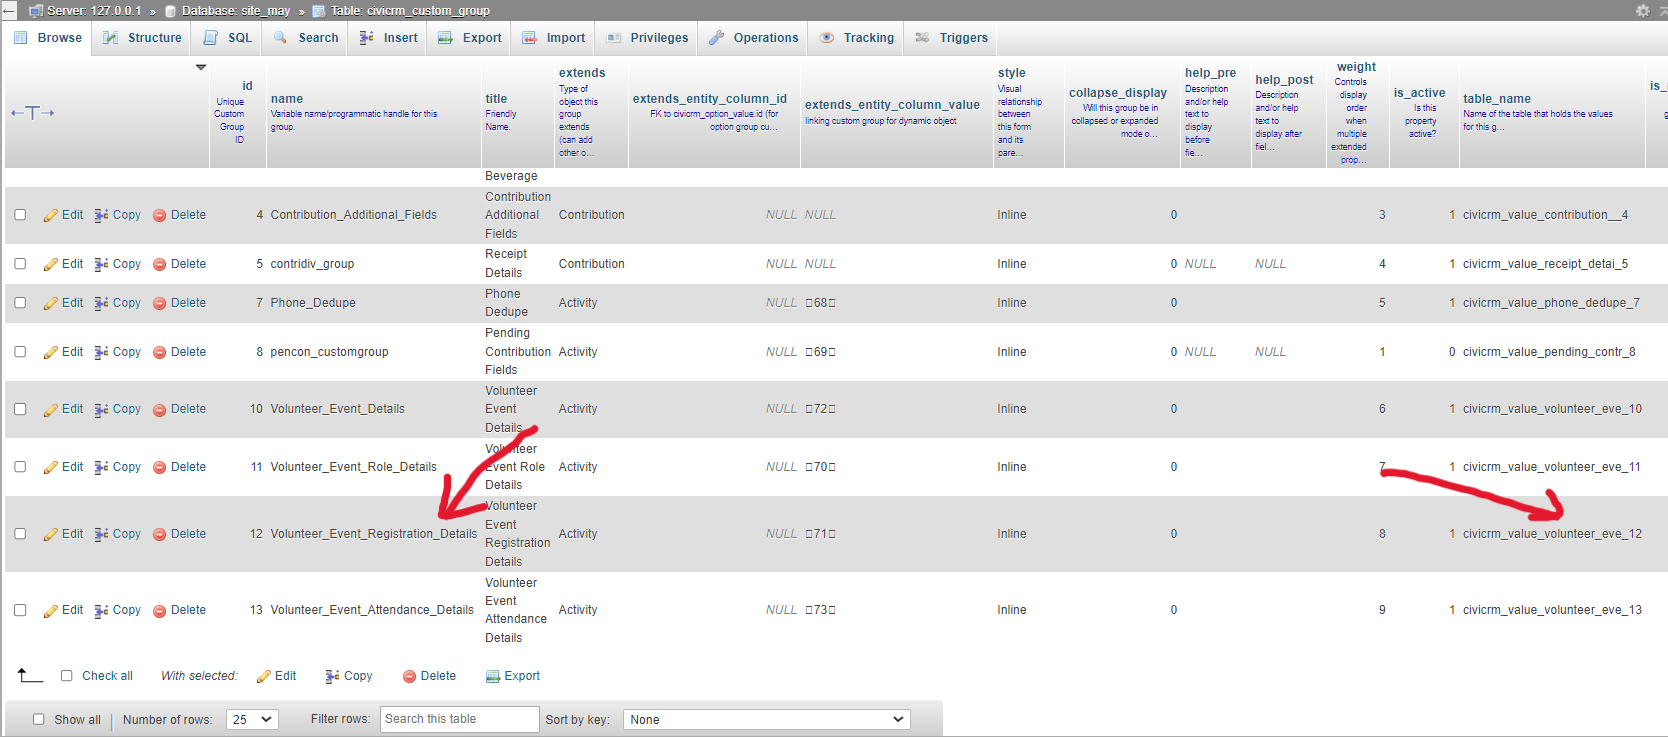 Server: 127.0.0.1 » Database: site_may » Table: civicrm_custom_group
Browse Structure SQL Search Insert Export Import Privileges Operations Tracking Triggers
id
Unique
Custom
Group
ID
name
Variable name/programmatic handle for this
group.
title
Friendly
Name.
extends
Type of
object this
group
extends
(can add
other o...
extends_entity_column_id
FK to civicrm_option_value.id (for
option group cu...
extends_entity_column_value
linking custom group for dynamic object
style
Visual
relationship
between
this form
and its
pare...
collapse_display
Will this group be in
collapsed or expanded
mode o...
help_pre
Description
and/or help
text to
display
before
fie...
help_post
Description
and/or help
text to
display after
fiel...
weight
Controls
display
order
when
multiple
extended
prop...
is_active
Is this
property
active?
table_name
Name of the table that holds the values
for this g...
is_
g
Beverage
Edit Copy Delete 4 Contribution_Additional_Fields Contribution Additional Fields Contribution NULL NULL Inline 0 3 1 civicrm_value_contribution__4
Edit Copy Delete 5 contridiv_group Receipt Details Contribution NULL NULL Inline 0 NULL NULL 4 1 civicrm_value_receipt_detai_5
Edit Copy Delete 7 Phone_Dedupe Phone Dedupe Activity NULL 68 Inline 0 5 1 civicrm_value_phone_dedupe_7
Edit Copy Delete 8 pencon_customgroup Pending Contribution Fields Activity NULL 69 Inline 0 NULL NULL 1 0 civicrm_value_pending_contr_8
Edit Copy Delete 10 Volunteer_Event_Details Volunteer Event Details Activity NULL 72 Inline 0 6 1 civicrm_value_volunteer_eve_10
Edit Copy Delete 11 Volunteer_Event_Role_Details Volunteer Event Role Details Activity NULL 70 Inline 0 7 1 civicrm_value_volunteer_eve_11
Edit Copy Delete 12 Volunteer_Event_Registration_Details Volunteer Event Registration Details Activity NULL 71 Inline 0 8 1 civicrm_value_volunteer_eve_12
Edit Copy Delete 13 Volunteer_Event_Attendance_Details Volunteer Event Attendance Details Activity NULL 73 Inline 0 9 1 civicrm_value_volunteer_eve_13
Check all With selected: Edit Copy Delete Export
Show all Number of rows: 25 Filter rows: Search this table Sort by key: None